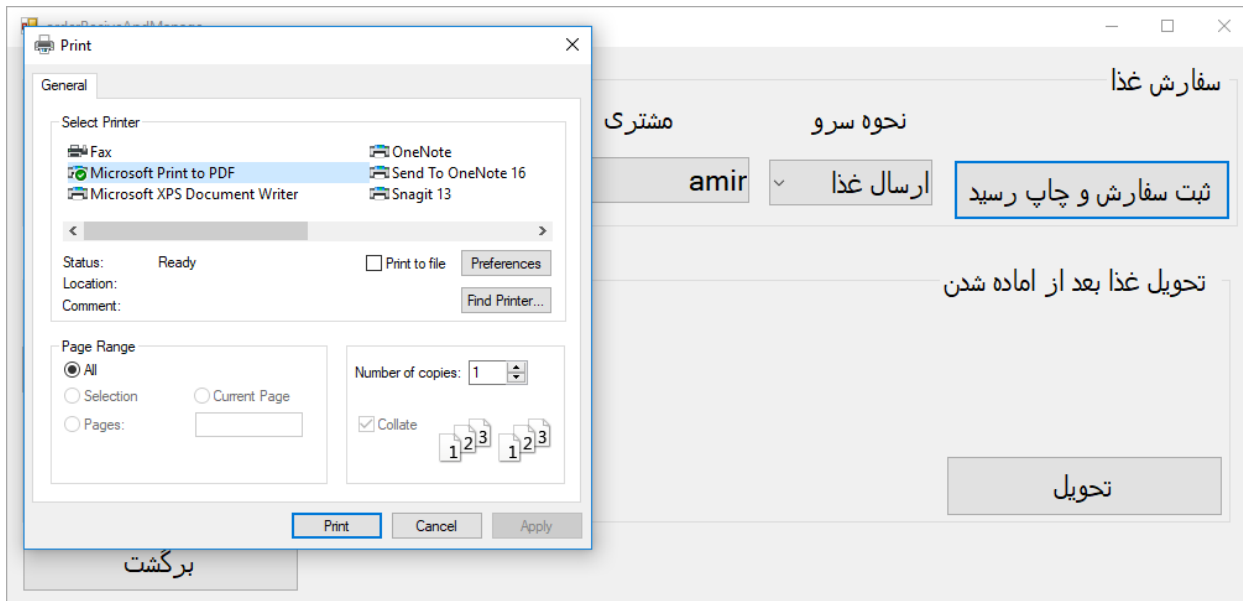 orderReciveAndManage
Print
General
Select Printer
Fax
Microsoft Print to PDF
Microsoft XPS Document Writer
OneNote
Send To OneNote 16
Snagit 13
Status: Ready
Location:
Comment:
Print to file
Preferences
Find Printer...
Page Range
All
Selection
Current Page
Pages:
Number of copies: 1
Collate
1 2 3 1 2 3
Print
Cancel
Apply
سفارش غذا
نحوه سرو
مشتری
ثبت سفارش و چاپ رسید
ارسال غذا
amir
تحویل غذا بعد از اماده شدن
تحویل
برگشت